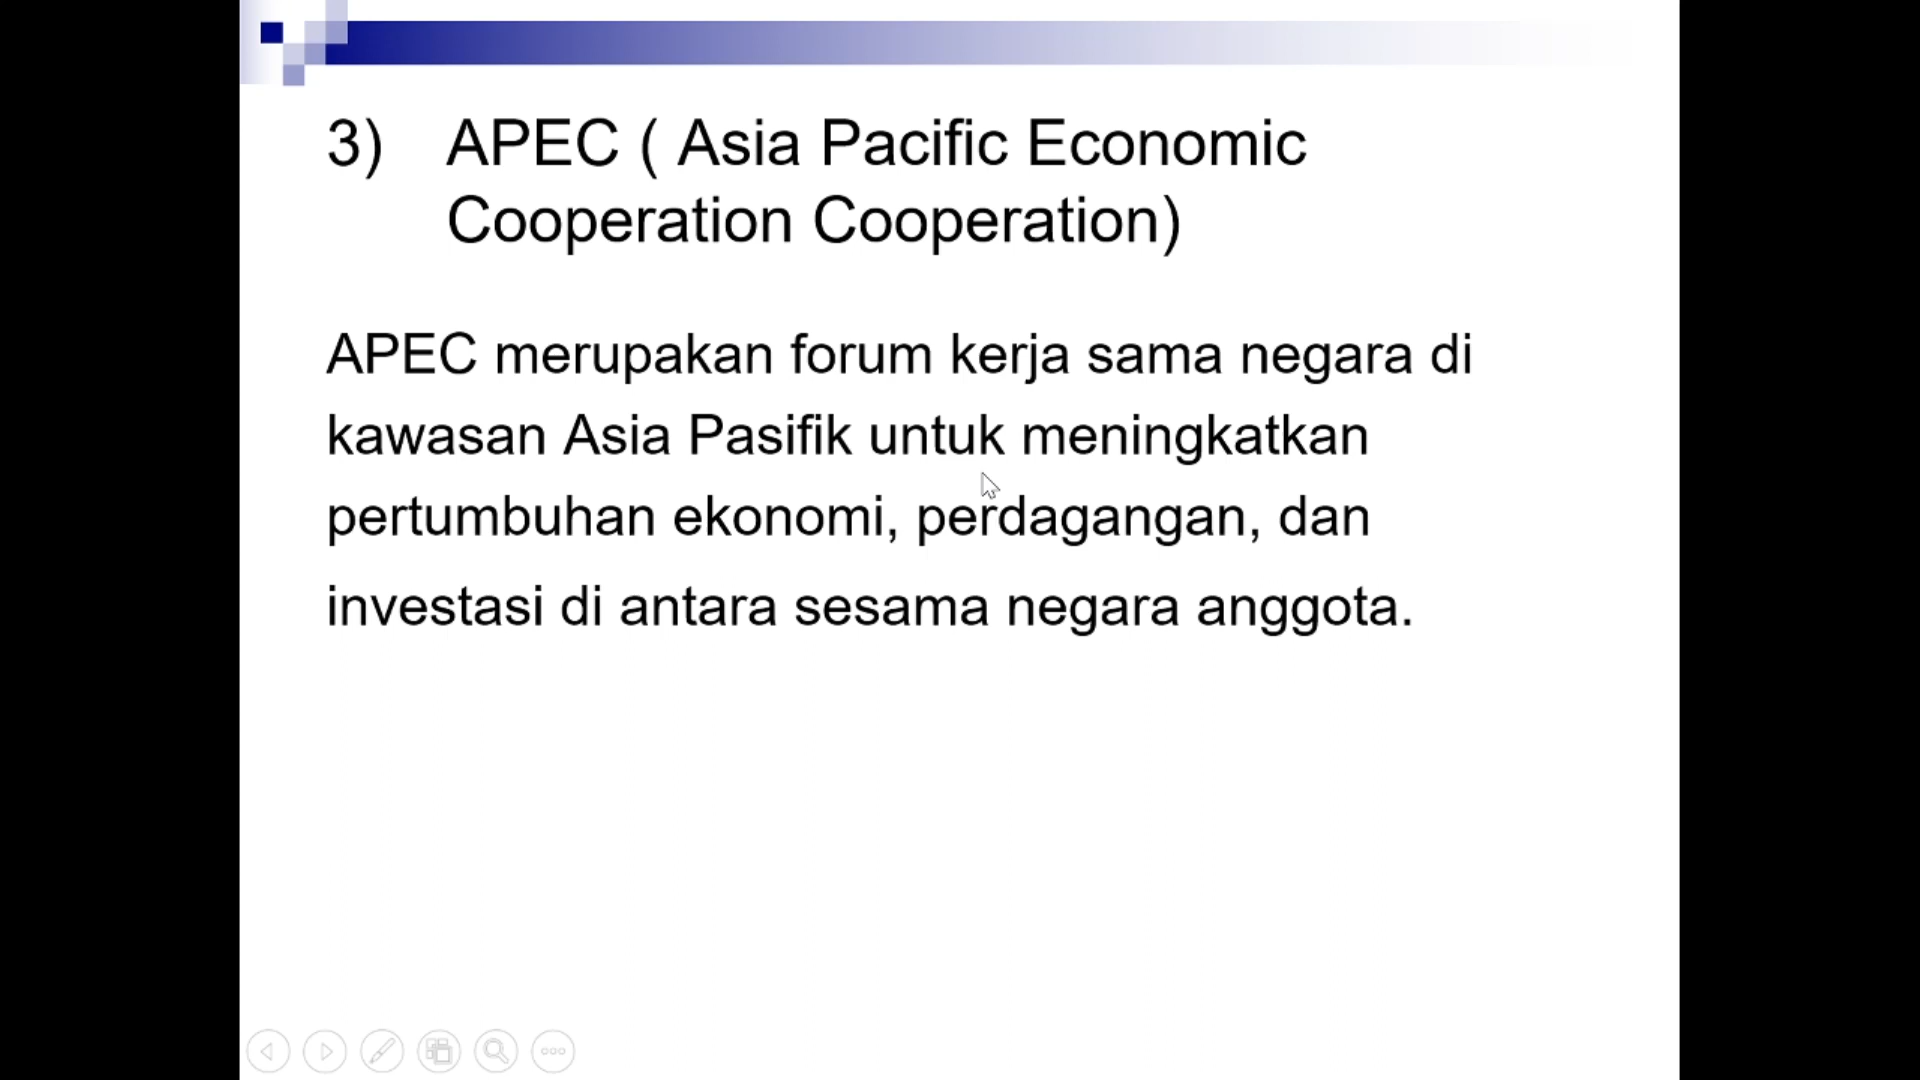 3) APEC ( Asia Pacific Economic
Cooperation Cooperation)
APEC merupakan forum kerja sama negara di
kawasan Asia Pasifik untuk meningkatkan
pertumbuhan ekonomi, perdagangan, dan
investasi di antara sesama negara anggota.